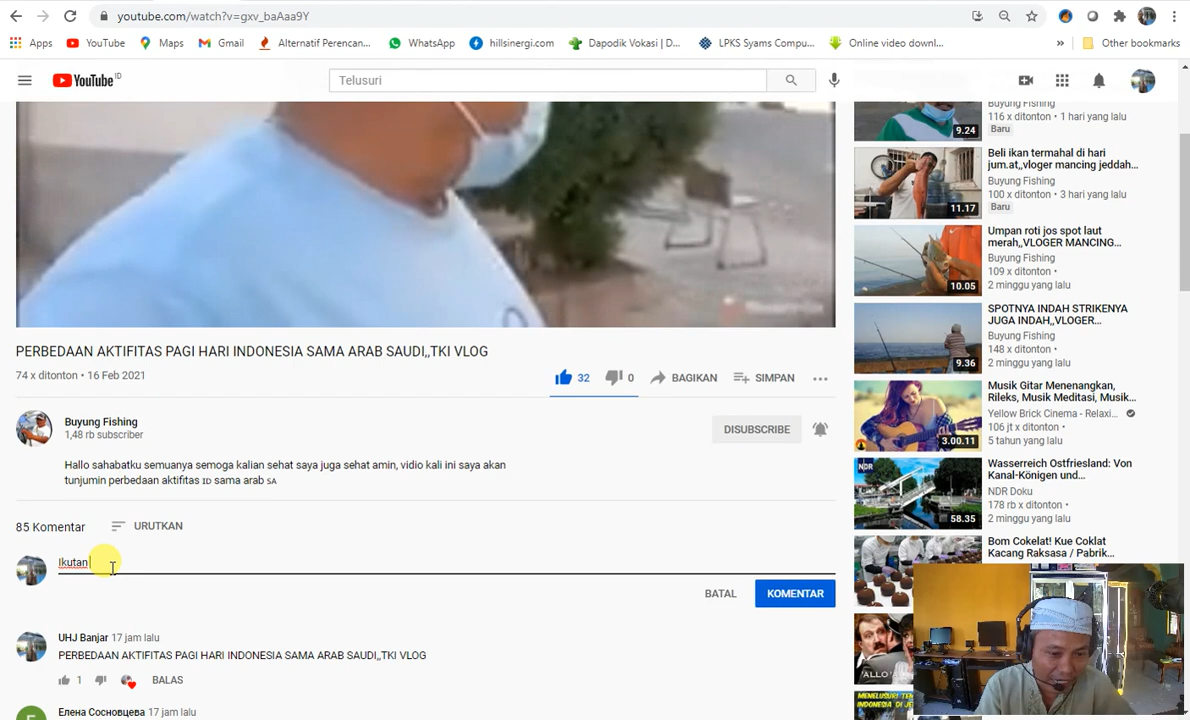 youtube.com/watch?v=gxv_baAaa9Y
Apps YouTube Maps Gmail Alternatif Perencan... WhatsApp hillsinergi.com Dapodik Vokasi | D... LPKS Syams Compu... Online video downl... » Other bookmarks
YouTube ID
Telusuri
Buyung Fishing
116 x ditonton • 1 hari yang lalu
Baru
9.24
Beli ikan termahal di hari
jum.at,,vloger mancing jeddah...
Buyung Fishing
100 x ditonton • 3 hari yang lalu
Baru
11.17
Umpan roti jos spot laut
merah,,VLOGER MANCING...
Buyung Fishing
109 x ditonton •
2 minggu yang lalu
10.05
SPOTNYA INDAH STRIKENYA
JUGA INDAH,,VLOGER...
Buyung Fishing
148 x ditonton •
2 minggu yang lalu
9.36
Musik Gitar Menenangkan,
Rileks, Musik Meditasi, Musik...
Yellow Brick Cinema - Relaxi...
106 jt x ditonton •
5 tahun yang lalu
3.00.11
Wasserreich Ostfriesland: Von
Kanal-Königen und...
NDR Doku
178 rb x ditonton •
2 minggu yang lalu
NDR
58.35
Bom Cokelat! Kue Coklat
Kacang Raksasa / Pabrik...
'ALLO
MENELUSURI
INDONESIA DI
PERBEDAAN AKTIFITAS PAGI HARI INDONESIA SAMA ARAB SAUDI,,TKI VLOG
74 x ditonton • 16 Feb 2021
32 0 BAGIKAN SIMPAN
Buyung Fishing
1,48 rb subscriber
DISUBSCRIBE
Hallo sahabatku semuanya semoga kalian sehat saya juga sehat amin, vidio kali ini saya akan
tunjumin perbedaan aktifitas ID sama arab SA
85 Komentar URUTKAN
Ikutan
BATAL KOMENTAR
UHJ Banjar 17 jam lalu
PERBEDAAN AKTIFITAS PAGI HARI INDONESIA SAMA ARAB SAUDI,,TKI VLOG
1 BALAS
Елена Сосновцева 17 jam lalu